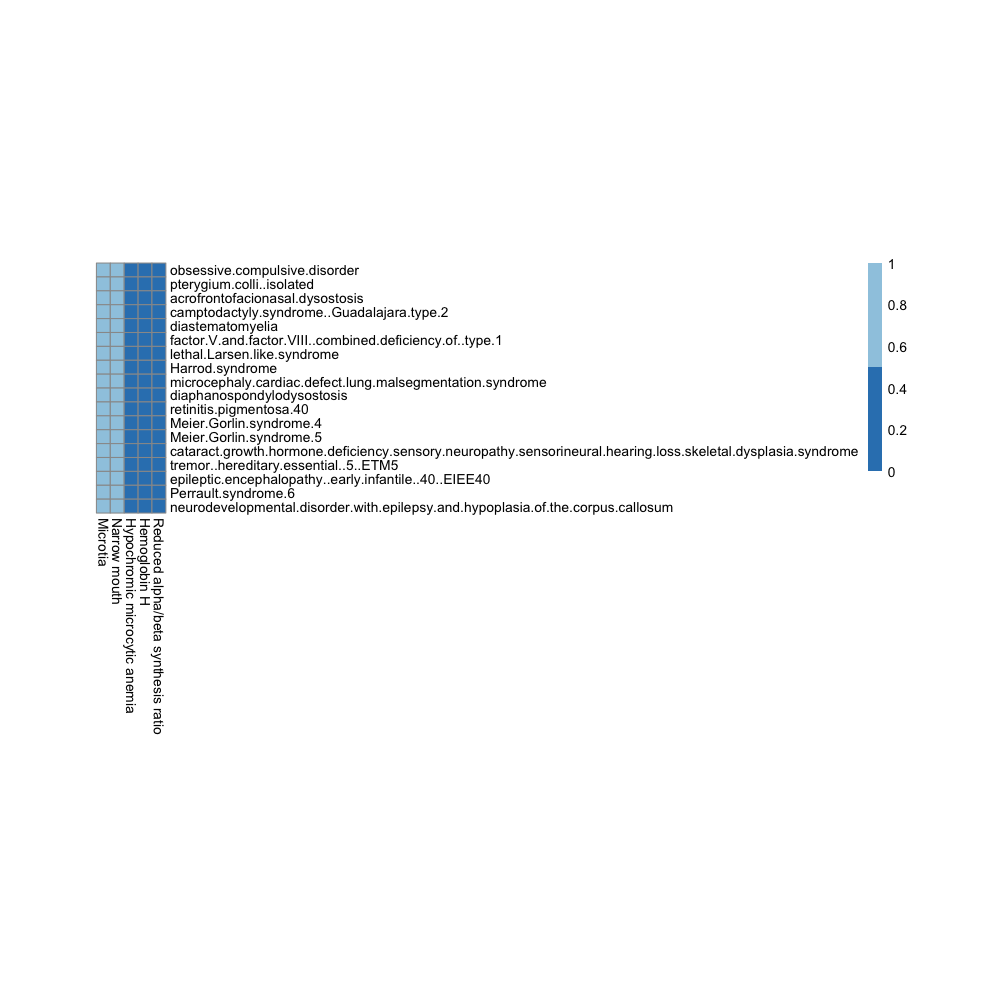 obsessive.compulsive.disorder
pterygium.colli..isolated
acrofrontofacionasal.dysostosis
camptodactyly.syndrome..Guadalajara.type.2
diastematomyelia
factor.V.and.factor.VIII..combined.deficiency.of..type.1
lethal.Larsen.like.syndrome
Harrod.syndrome
microcephaly.cardiac.defect.lung.malsegmentation.syndrome
diaphanospondylodysostosis
retinitis.pigmentosa.40
Meier.Gorlin.syndrome.4
Meier.Gorlin.syndrome.5
cataract.growth.hormone.deficiency.sensory.neuropathy.sensorineural.hearing.loss.skeletal.dysplasia.syndrome
tremor..hereditary.essential..5..ETM5
epileptic.encephalopathy..early.infantile..40..EIEE40
Perrault.syndrome.6
neurodevelopmental.disorder.with.epilepsy.and.hypoplasia.of.the.corpus.callosum
Microtia
Narrow mouth
Hypochromic microcytic anemia
Hemoglobin H
Reduced alpha/beta synthesis ratio
1
0.8
0.6
0.4
0.2
0